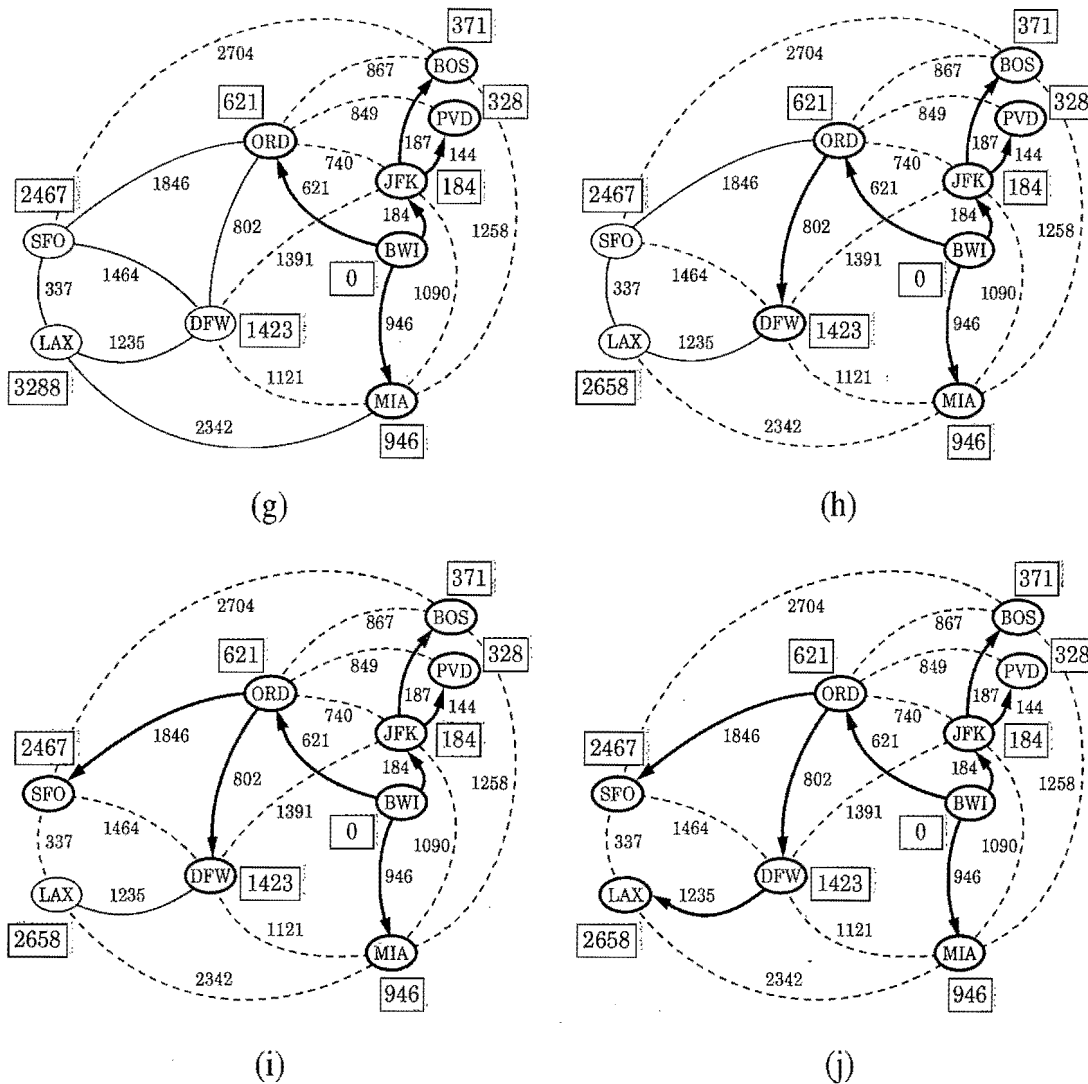 371
2704
BOS
867
328
621
849
PVD
ORD
187
144
740
JFK
2467
1846
621
184
184
SFO
802
BWI
1258
1464
1391
0
337
1090
DFW
1423
946
LAX
1235
1121
3288
MIA
2342
946
(g)
371
BOS
867
328
621
849
PVD
ORD
187
144
740
JFK
2467
1846
621
184
184
SFO
802
BWI
1258
1464
1391
0
337
1090
DFW
1423
946
LAX
1235
1121
2658
MIA
2342
946
(h)
371
2704
BOS
867
328
621
849
PVD
ORD
187
144
740
JFK
2467
1846
621
184
184
SFO
802
BWI
1258
1464
1391
0
337
1090
DFW
1423
946
LAX
1235
1121
2658
MIA
2342
946
(i)
371
2704
BOS
867
328
621
849
PVD
ORD
187
144
740
JFK
2467
1846
621
184
184
SFO
802
BWI
1258
1464
1391
0
337
1090
DFW
1423
946
LAX
1235
1121
2658
MIA
2342
946
(j)